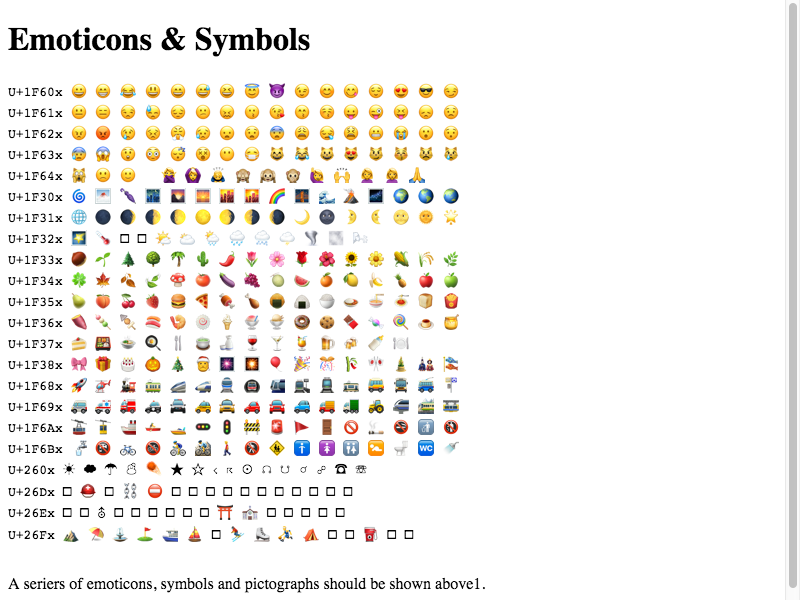 Emoticons & Symbols
U+1F60x
U+1F61x
U+1F62x
U+1F63x
U+1F64x
U+1F30x
U+1F31x
U+1F32x
U+1F33x
U+1F34x
U+1F35x
U+1F36x
U+1F37x
U+1F38x
U+1F68x
U+1F69x
U+1F6Ax
U+1F6Bx
U+260x
U+26Dx
U+26Ex
U+26Fx
A seriers of emoticons, symbols and pictographs should be shown above1.